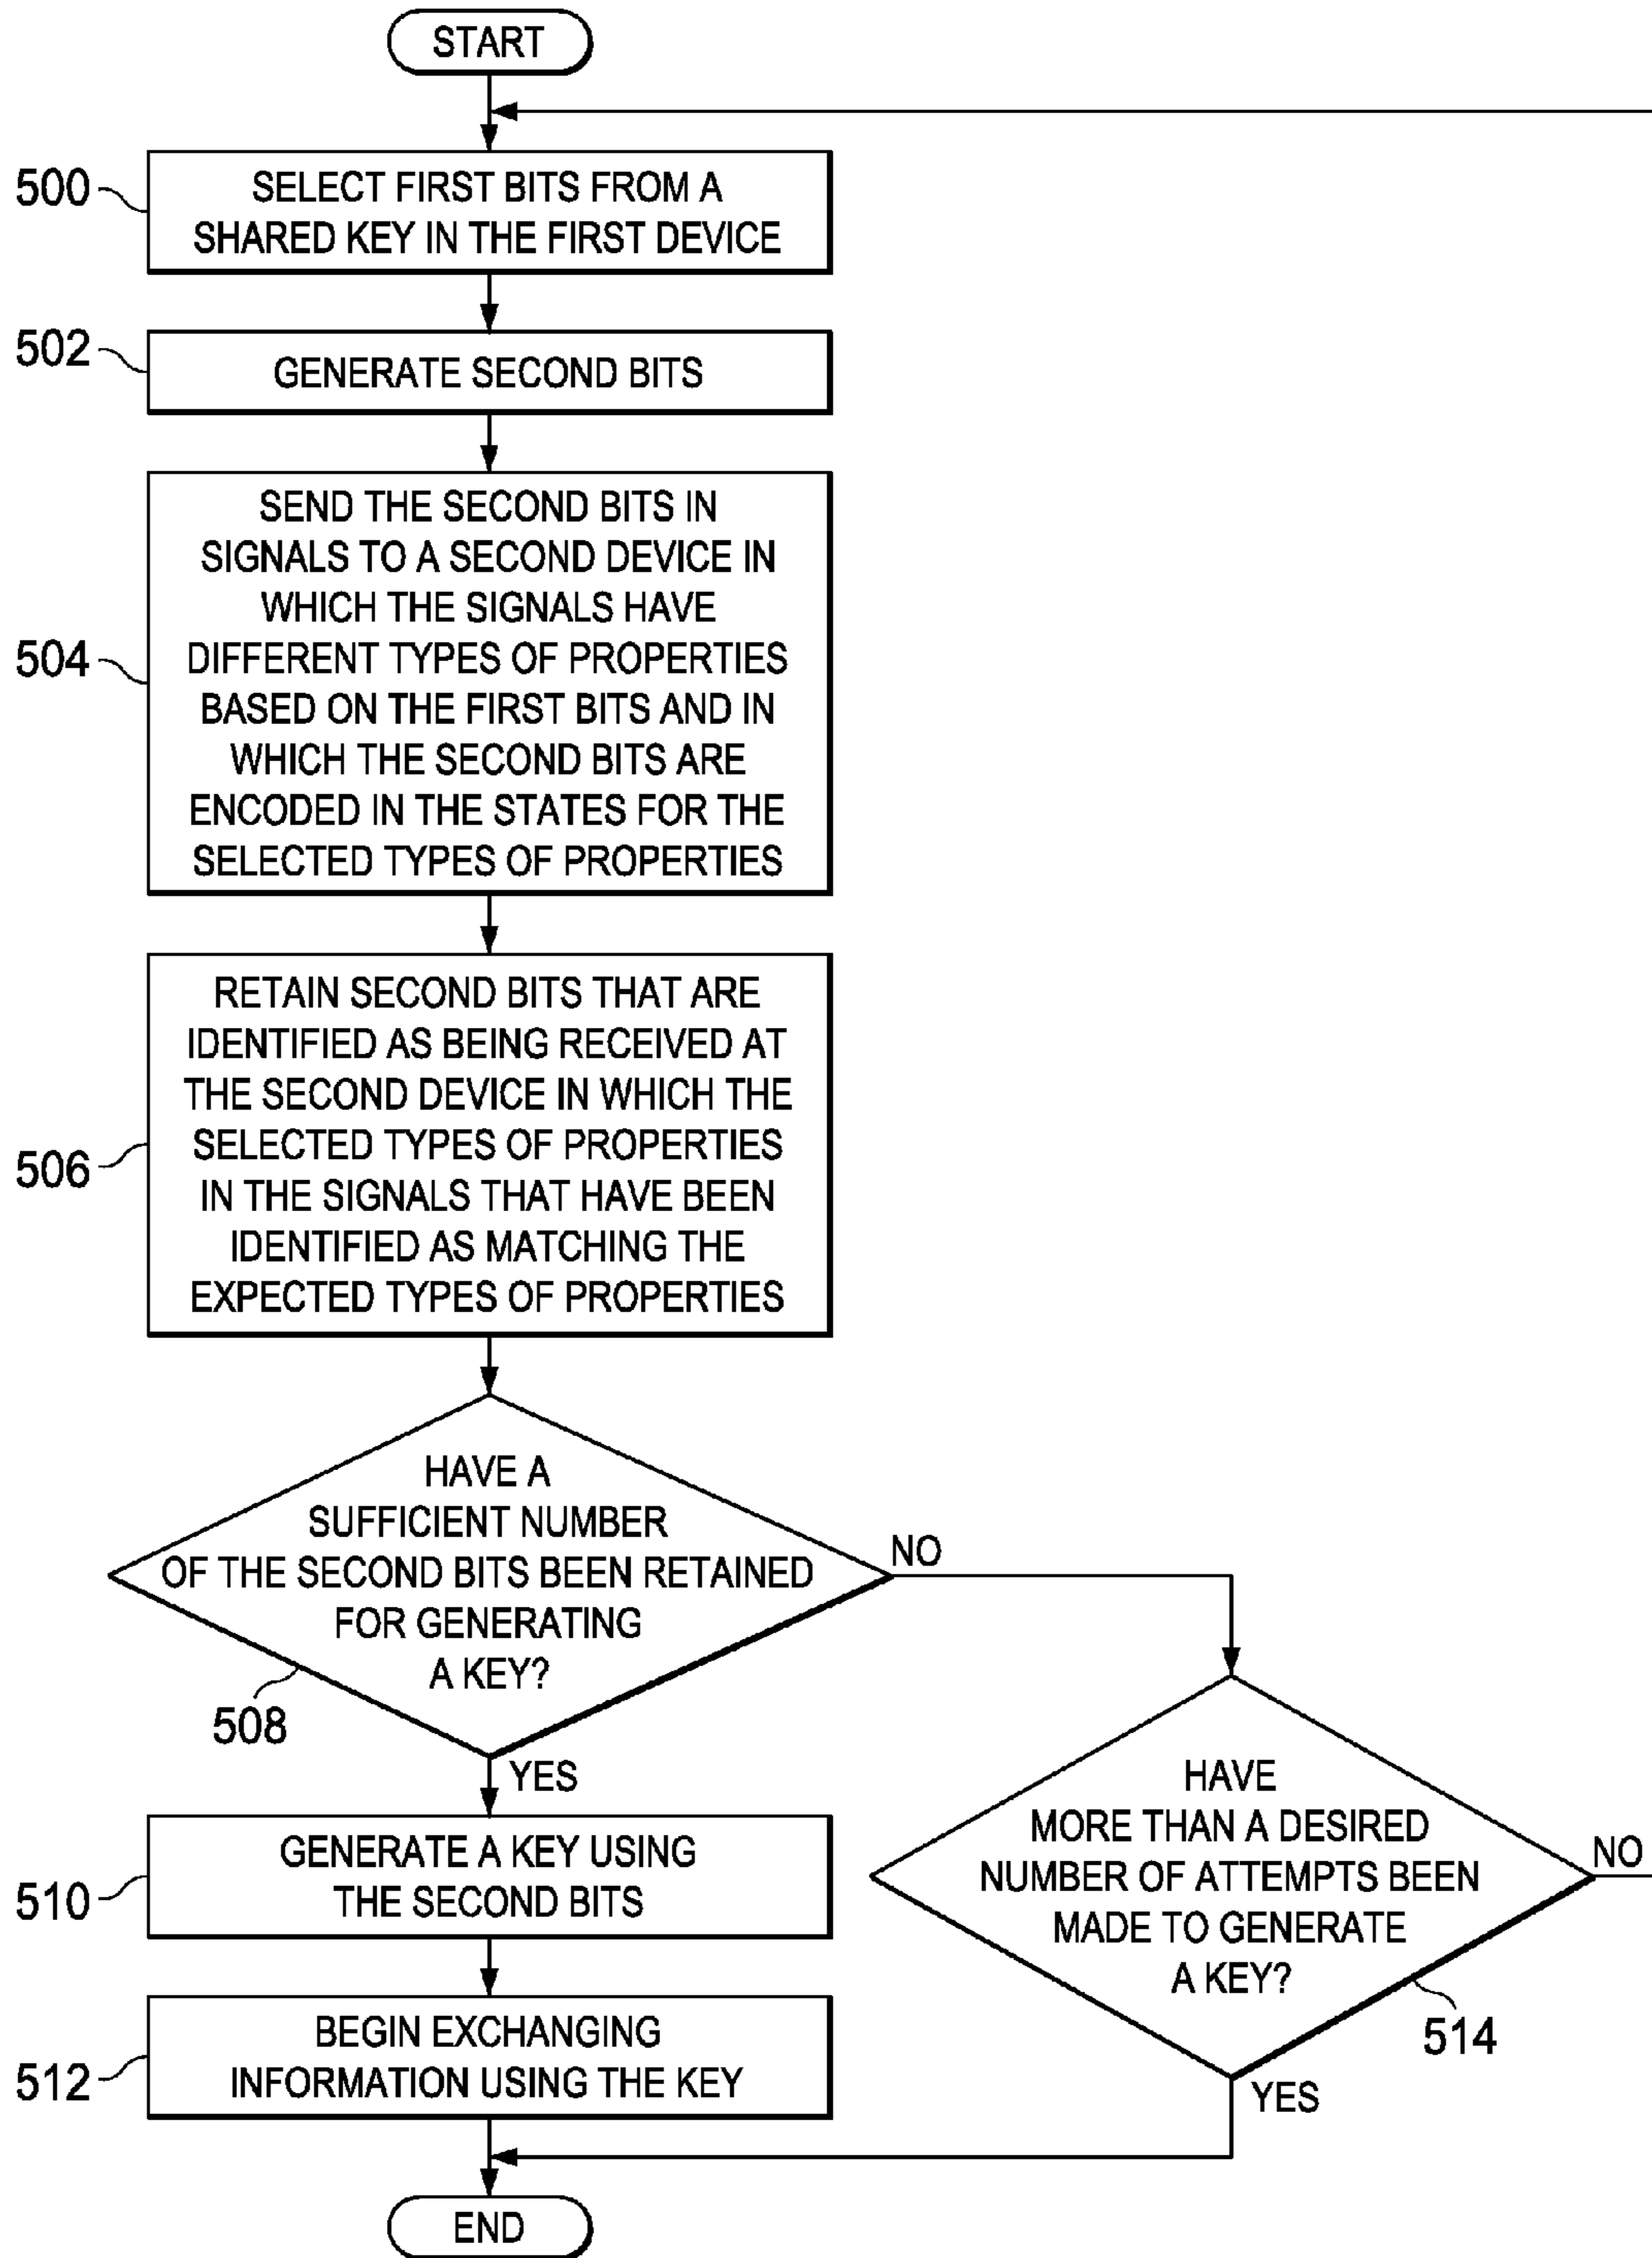 START
500
SELECT FIRST BITS FROM A
SHARED KEY IN THE FIRST DEVICE
502
GENERATE SECOND BITS
504
SEND THE SECOND BITS IN
SIGNALS TO A SECOND DEVICE IN
WHICH THE SIGNALS HAVE
DIFFERENT TYPES OF PROPERTIES
BASED ON THE FIRST BITS AND IN
WHICH THE SECOND BITS ARE
ENCODED IN THE STATES FOR THE
SELECTED TYPES OF PROPERTIES
506
RETAIN SECOND BITS THAT ARE
IDENTIFIED AS BEING RECEIVED AT
THE SECOND DEVICE IN WHICH THE
SELECTED TYPES OF PROPERTIES
IN THE SIGNALS THAT HAVE BEEN
IDENTIFIED AS MATCHING THE
EXPECTED TYPES OF PROPERTIES
HAVE A
SUFFICIENT NUMBER
OF THE SECOND BITS BEEN RETAINED
FOR GENERATING
A KEY?
508
NO
YES
510
GENERATE A KEY USING
THE SECOND BITS
512
BEGIN EXCHANGING
INFORMATION USING THE KEY
HAVE
MORE THAN A DESIRED
NUMBER OF ATTEMPTS BEEN
MADE TO GENERATE
A KEY?
514
NO
YES
END